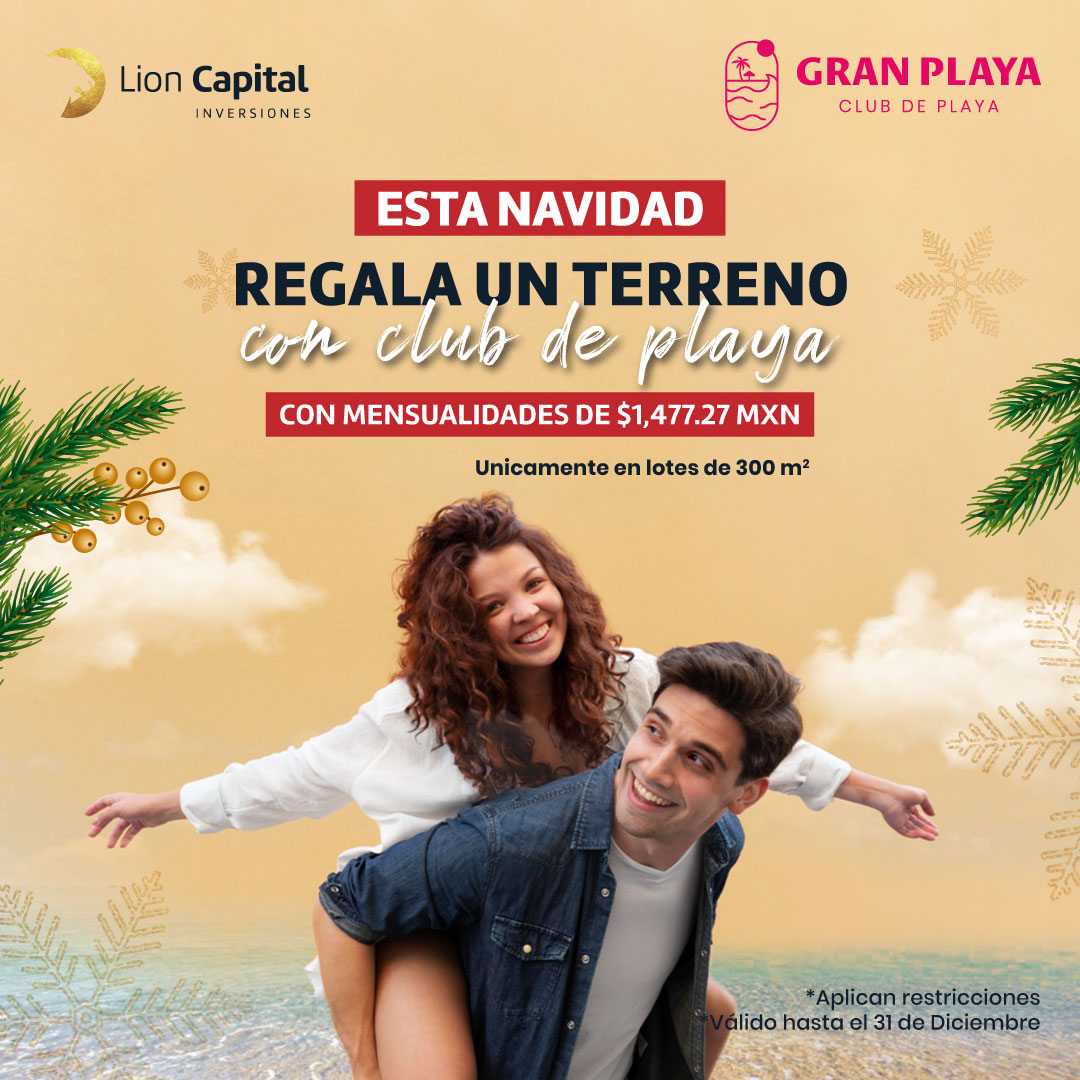 Lion Capital
INVERSIONES
GRAN PLAYA
CLUB DE PLAYA
ESTA NAVIDAD
REGALA UN TERRENO
con club de playa
CON MENSUALIDADES DE $1,477.27 MXN
Unicamente en lotes de 300 m²
*Aplican restricciones
*Válido hasta el 31 de Diciembre